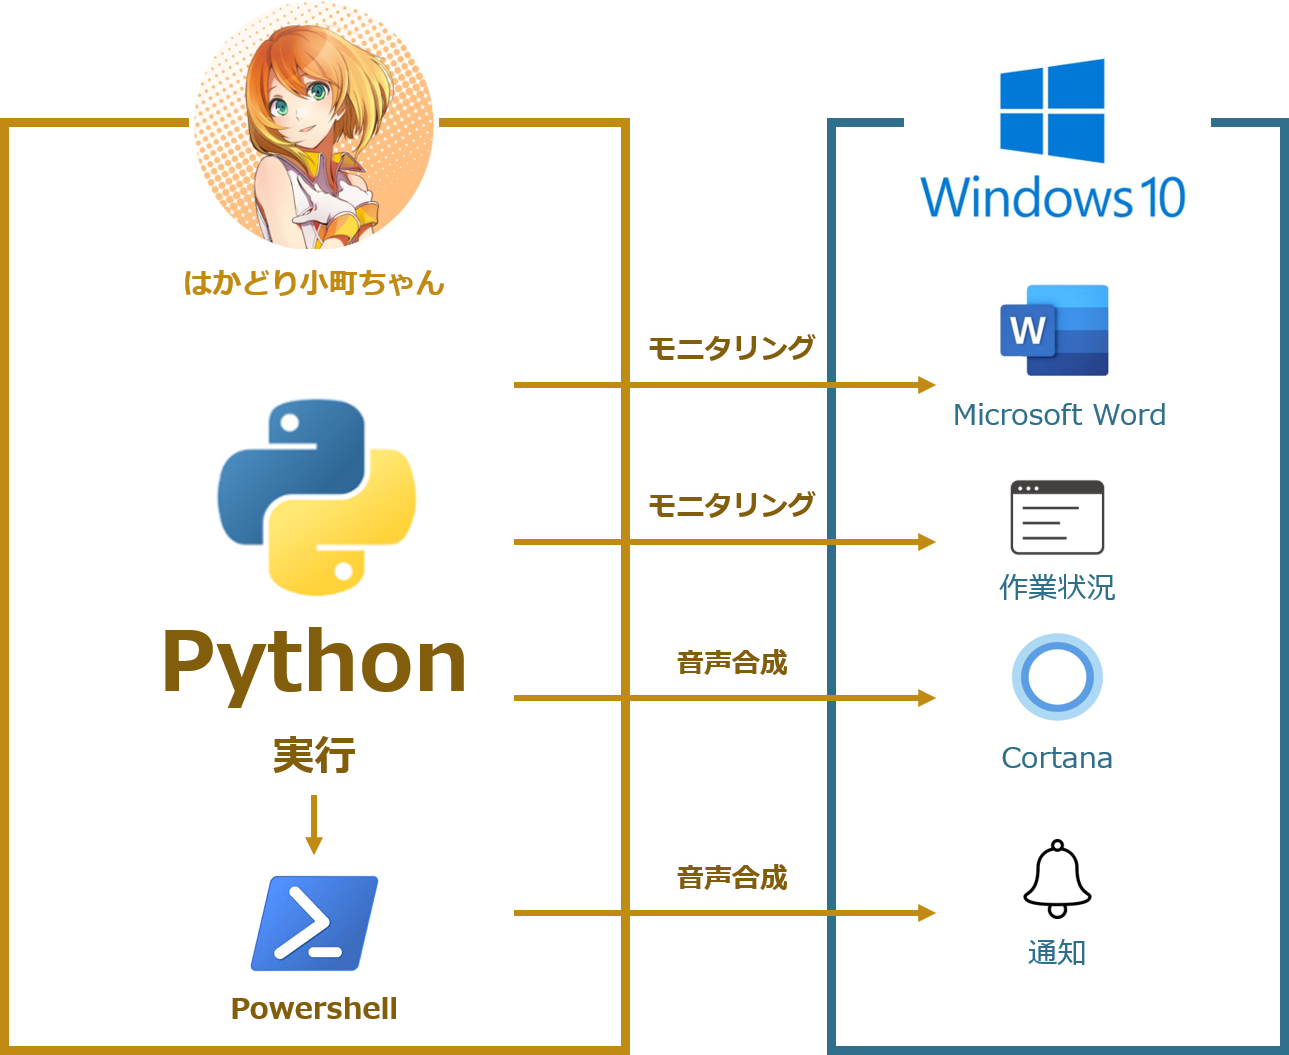 はかどり小町ちゃん
Python
実行
Powershell
モニタリング
モニタリング
音声合成
音声合成
Windows 10
W
Microsoft Word
作業状況
Cortana
通知